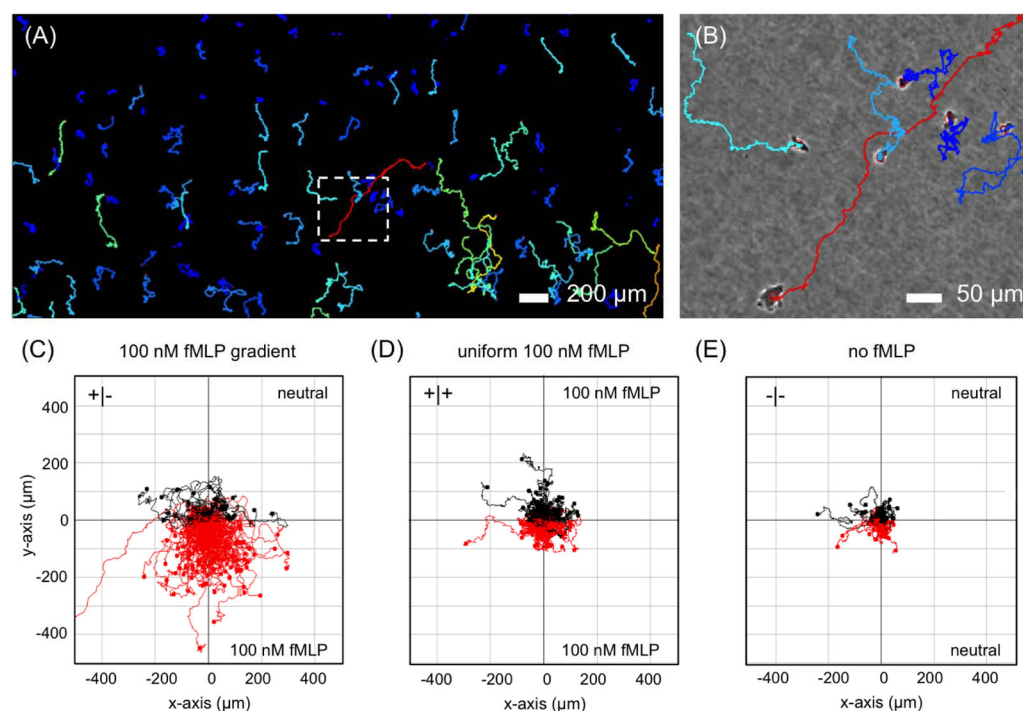 (A)
200 μm
(B)
50 μm
(C) 100 nM fMLP gradient
(D) uniform 100 nM fMLP
(E) no fMLP
+|- neutral
400
200
0
-200
-400
y-axis (μm)
100 nM fMLP
-400 -200 0 200 400
x-axis (μm)
+|+ 100 nM fMLP
100 nM fMLP
-400 -200 0 200 400
x-axis (μm)
-|- neutral
neutral
-400 -200 0 200 400
x-axis (μm)